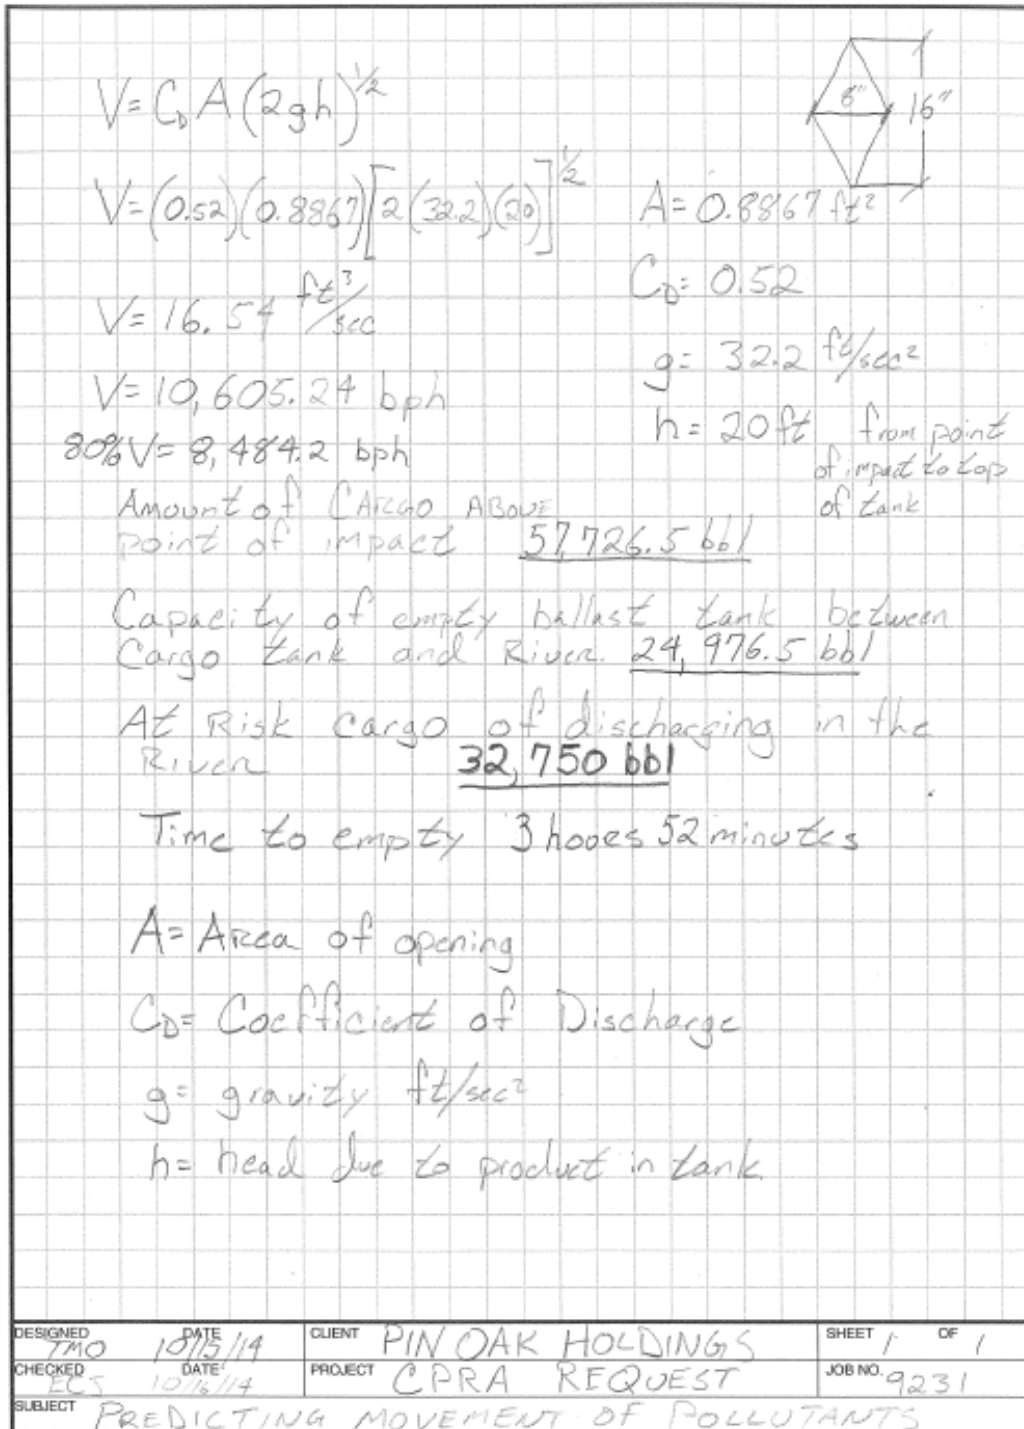 8"
16"
V= C_D A (2gh)^1/2
V= (0.52)(0.8867)[2(32.2)(20)]^1/2
A= 0.8867 ft²
C_D= 0.52
V= 16.54 ft³/sec
g= 32.2 ft/sec²
V= 10,605.24 bph
h= 20 ft from point
of impact to top
of tank
80% V= 8,484.2 bph
Amount of CARGO ABOVE
point of impact 57,726.5 bbl
Capacity of empty ballast tank between
Cargo tank and River. 24,976.5 bbl
At Risk cargo of discharging in the
River 32,750 bbl
Time to empty 3 hooes 52 minutes
A= Area of opening
C_D= Coefficient of Discharge
g= gravity ft/sec²
h= head due to product in tank.
DESIGNED TMO DATE 10/15/14 CLIENT PIN OAK HOLDINGS SHEET 1 OF 1
CHECKED ECS DATE 10/16/14 PROJECT CPRA REQUEST JOB NO. 9231
SUBJECT PREDICTING MOVEMENT OF POLLUTANTS